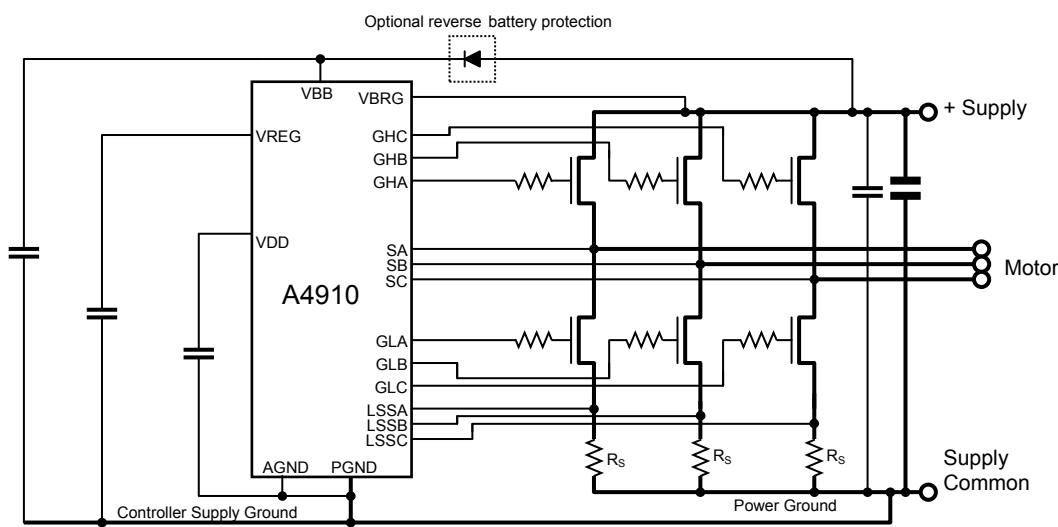 Optional reverse battery protection
VBB
VBRG
+ Supply
VREG
GHC
GHB
GHA
VDD
SA
SB
SC
Motor
A4910
GLA
GLB
GLC
LSSA
LSSB
LSSC
RS
RS
RS
AGND
PGND
Supply
Common
Controller Supply Ground
Power Ground